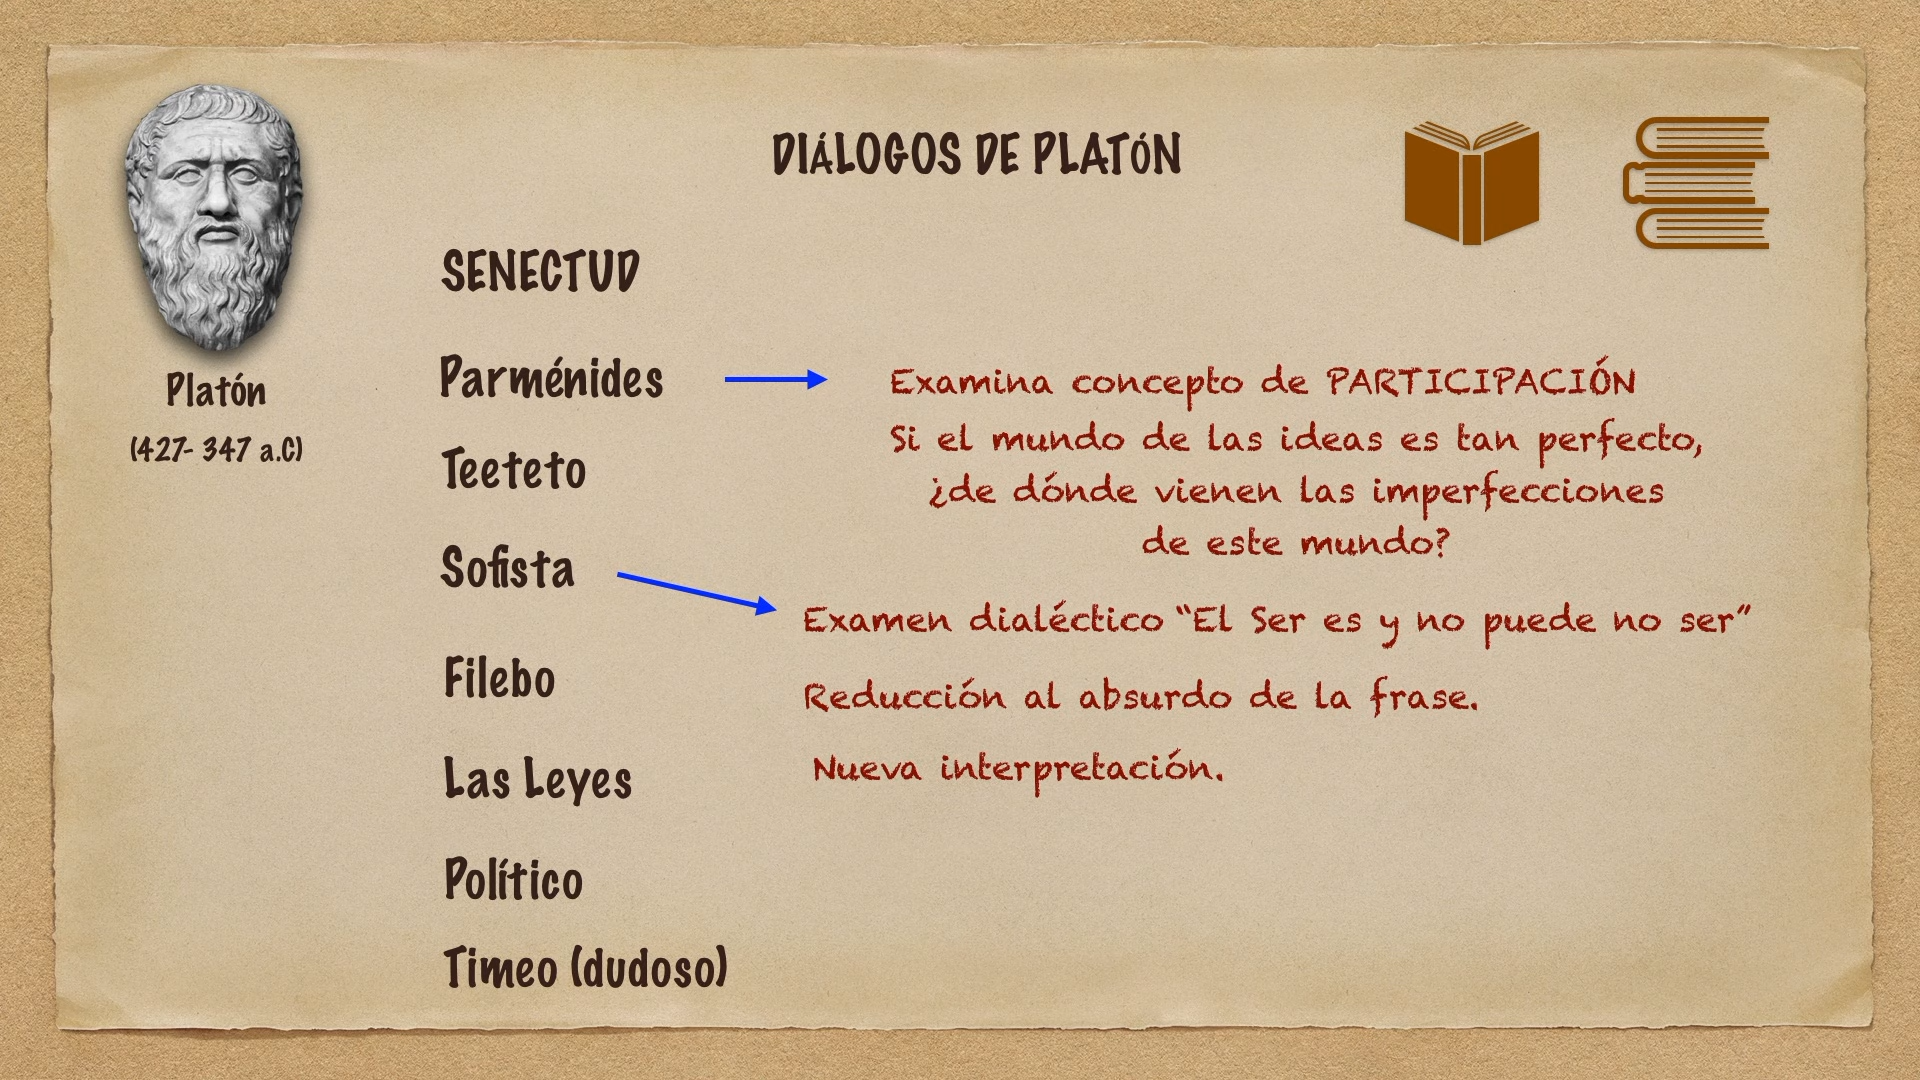 DIÁLOGOS DE PLATÓN
Platón
(427- 347 a.C)
SENECTUD
Parménides
Examina concepto de PARTICIPACIÓN
Si el mundo de las ideas es tan perfecto,
¿de dónde vienen las imperfecciones
de este mundo?
Teeteto
Sofista
Examen dialéctico “El Ser es y no puede no ser”
Reducción al absurdo de la frase.
Nueva interpretación.
Filebo
Las Leyes
Político
Timeo (dudoso)